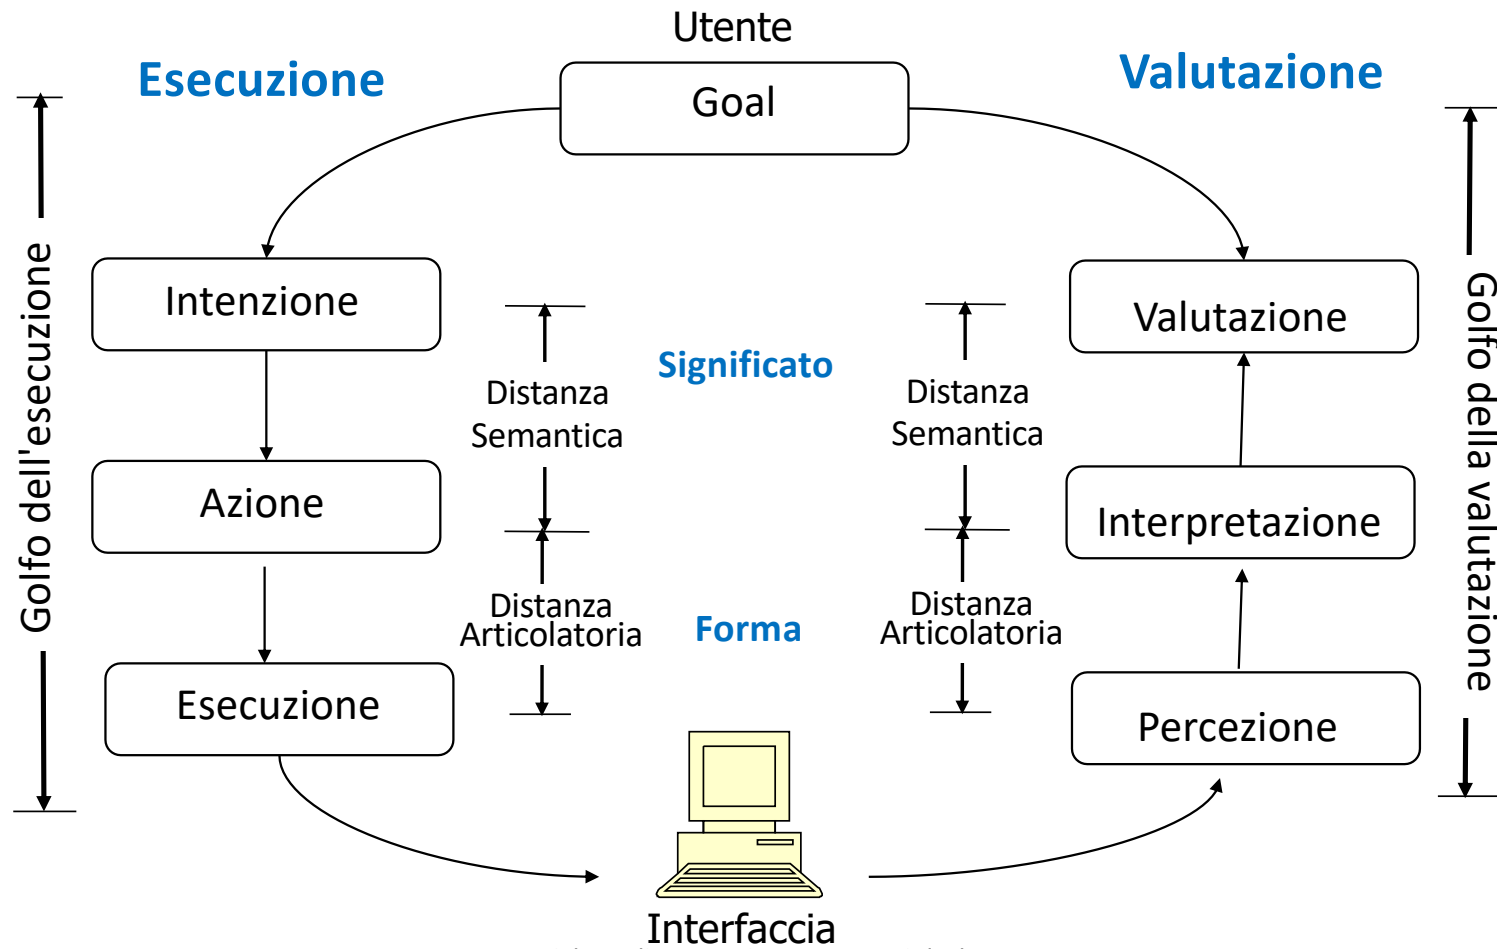 Utente
Esecuzione
Valutazione
Goal
Golfo dell'esecuzione
Golfo della valutazione
Intenzione
Valutazione
Significato
Distanza
Semantica
Distanza
Semantica
Azione
Interpretazione
Distanza
Articolatoria
Forma
Distanza
Articolatoria
Esecuzione
Percezione
Interfaccia